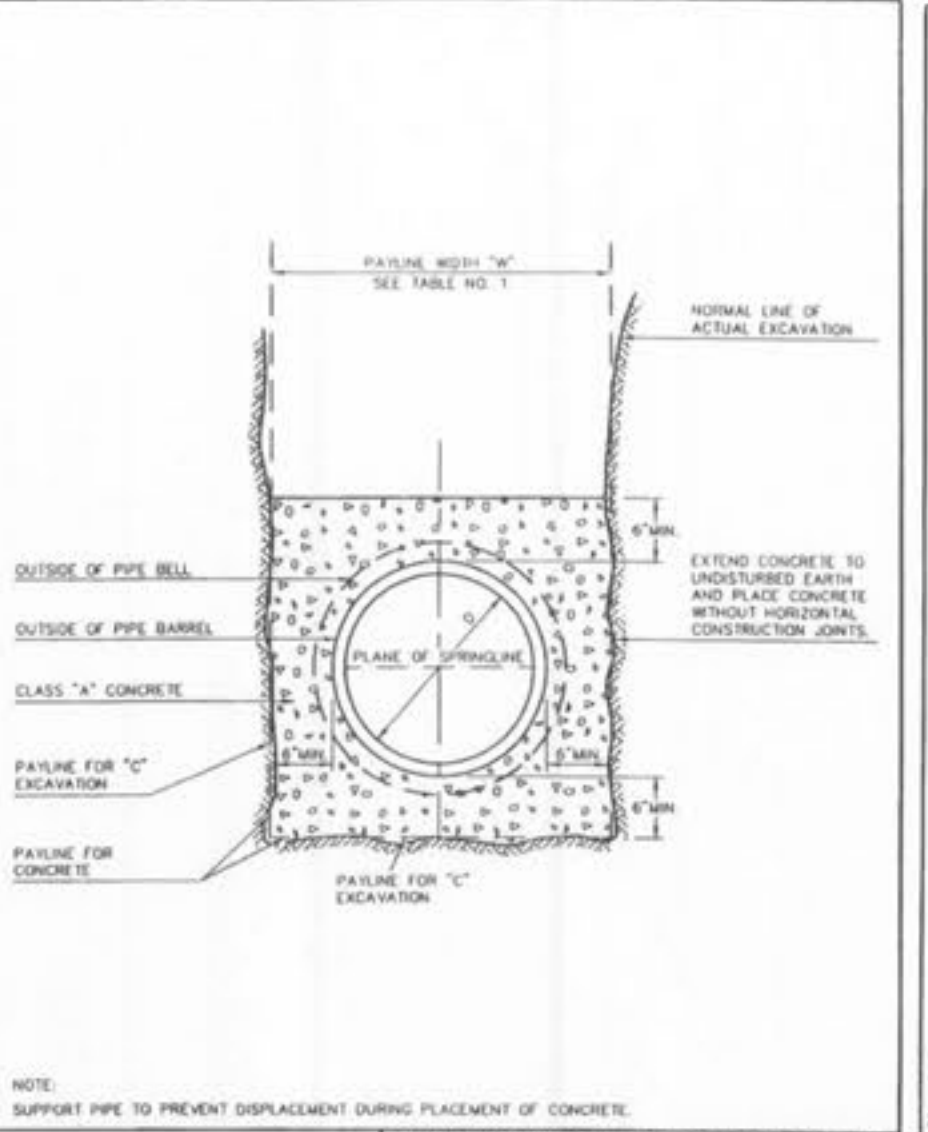 PAYLINE WIDTH "W"
SEE TABLE NO. 1
NORMAL LINE OF
ACTUAL EXCAVATION
6"MIN.
OUTSIDE OF PIPE BELL
EXTEND CONCRETE TO
UNDISTURBED EARTH
AND PLACE CONCRETE
WITHOUT HORIZONTAL
CONSTRUCTION JOINTS.
OUTSIDE OF PIPE BARREL
D
PLANE OF SPRINGLINE
CLASS "A" CONCRETE
6"MIN.
6"MIN.
PAYLINE FOR "C"
EXCAVATION
6"MIN.
PAYLINE FOR
CONCRETE
PAYLINE FOR "C"
EXCAVATION
NOTE:
SUPPORT PIPE TO PREVENT DISPLACEMENT DURING PLACEMENT OF CONCRETE.